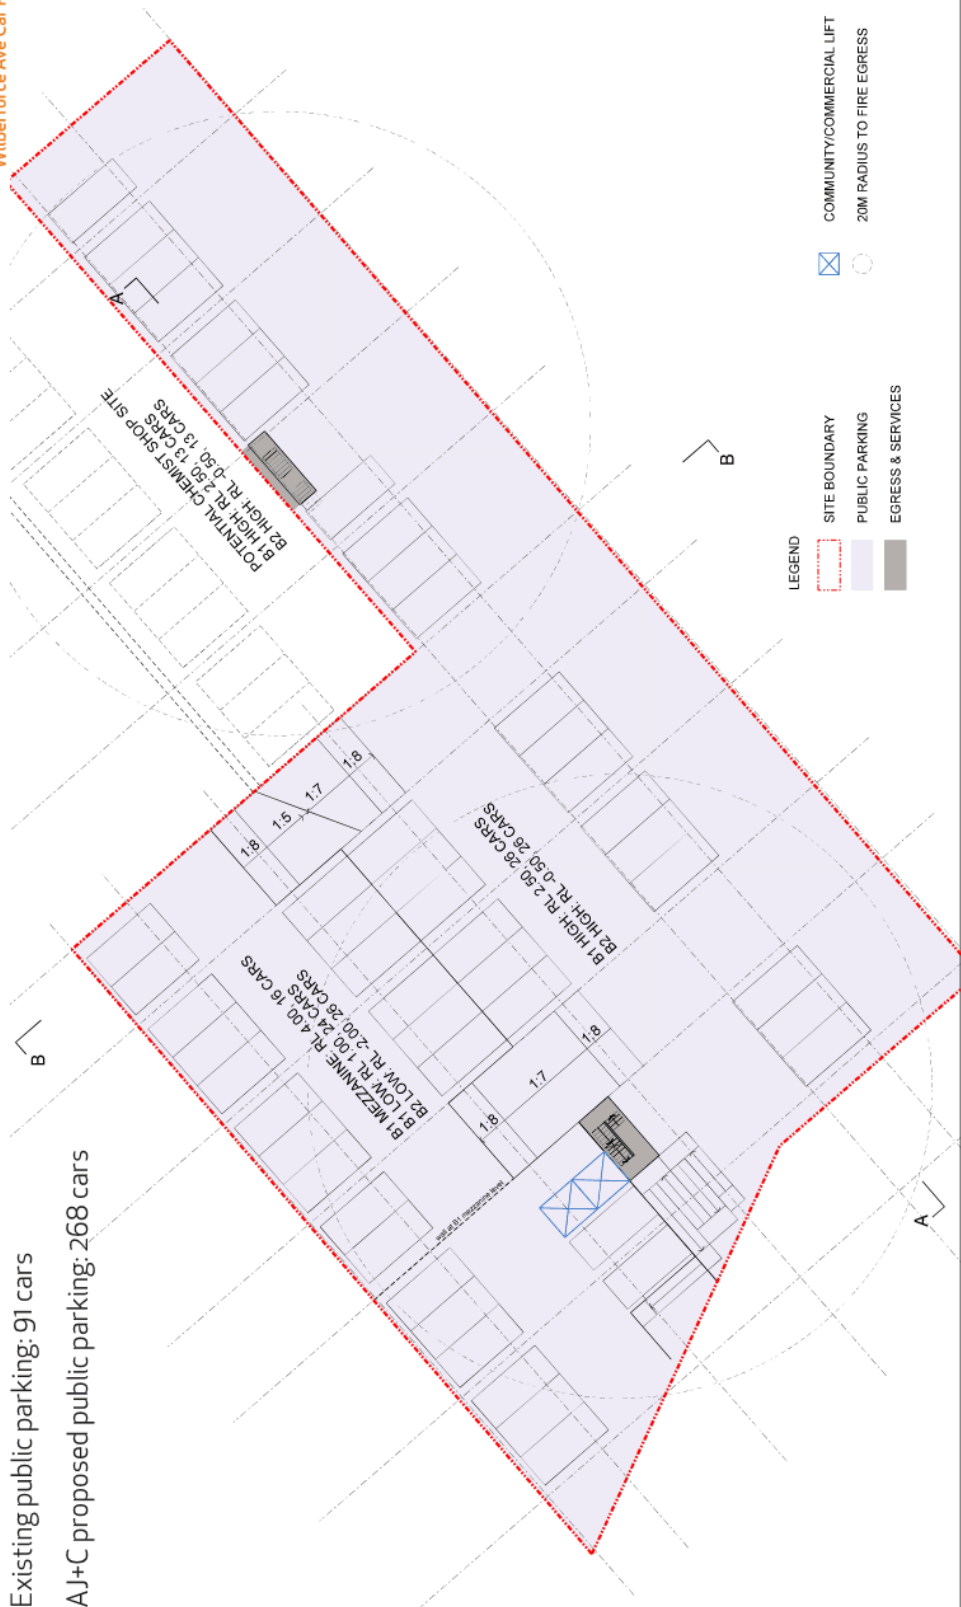 Wilberforce Ave Car
Existing public parking: 91 cars
AJ+C proposed public parking: 268 cars
POTENTIAL CHEMIST SHOP SITE
B1 HIGH: RL 2.50, 13 CARS
B2 HIGH: RL -0.50, 13 CARS
B1 MEZZANINE: RL 4.00, 16 CARS
B1 LOW: RL 1.00, 24 CARS
B2 LOW: RL -2.00, 26 CARS
B1 HIGH: RL 2.50, 26 CARS
B2 HIGH: RL -0.50, 26 CARS
1:8
1:5
1:7
1:8
1:8
1:7
1:8
wall at B1 mezzanine level
A
A
B
B
LEGEND
SITE BOUNDARY
PUBLIC PARKING
EGRESS & SERVICES
COMMUNITY/COMMERCIAL LIFT
20M RADIUS TO FIRE EGRESS